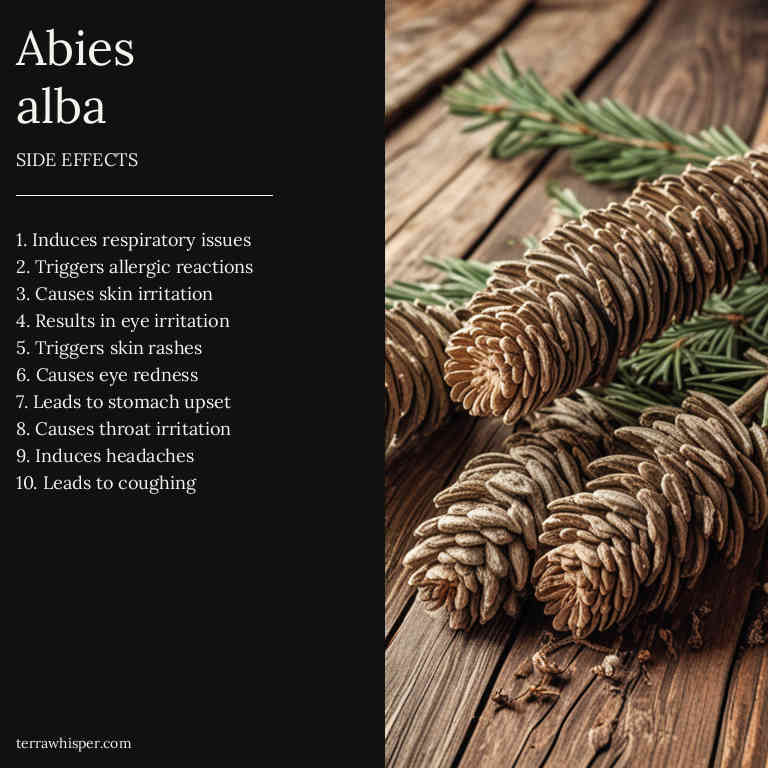 Abies
alba
SIDE EFFECTS
1. Induces respiratory issues
2. Triggers allergic reactions
3. Causes skin irritation
4. Results in eye irritation
5. Triggers skin rashes
6. Causes eye redness
7. Leads to stomach upset
8. Causes throat irritation
9. Induces headaches
10. Leads to coughing
terrawhisper.com